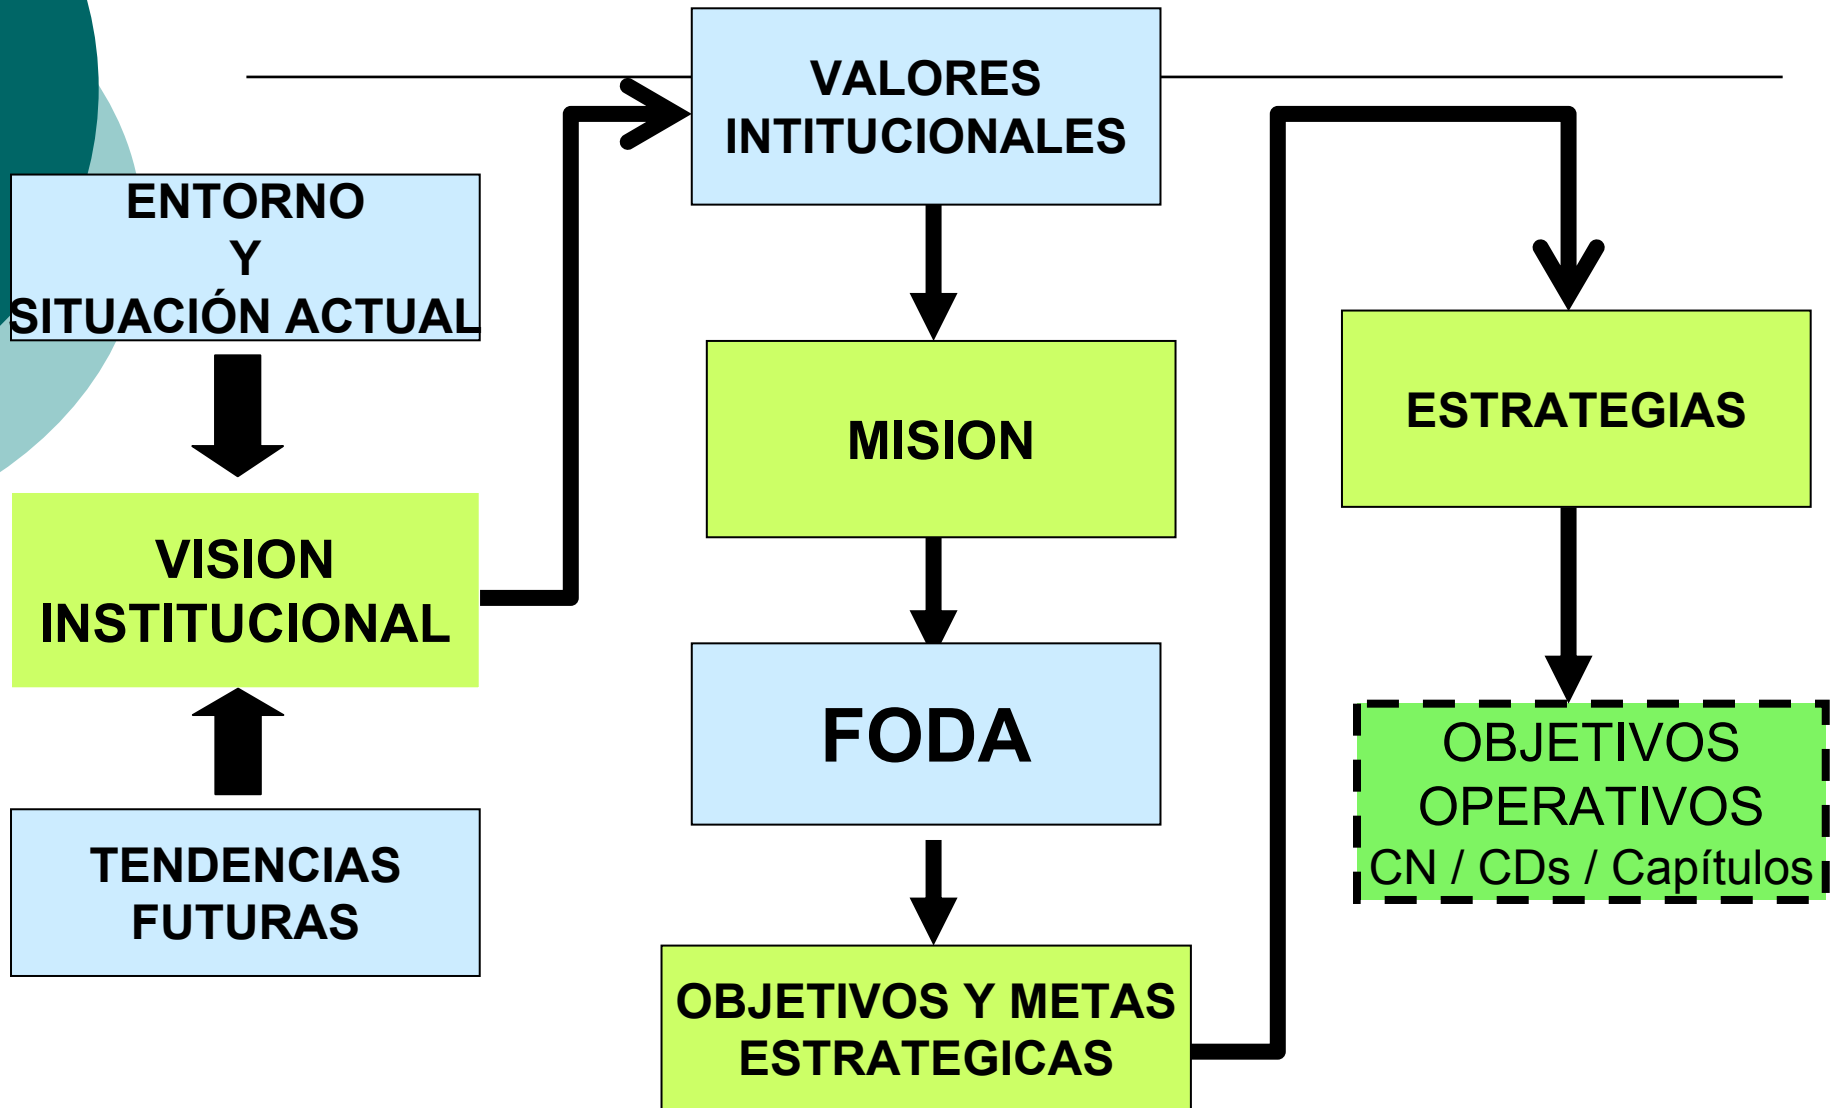 ENTORNO
Y
SITUACIÓN ACTUAL
VISION
INSTITUCIONAL
TENDENCIAS
FUTURAS
VALORES
INTITUCIONALES
MISION
FODA
OBJETIVOS Y METAS
ESTRATEGICAS
ESTRATEGIAS
OBJETIVOS
OPERATIVOS
CN / CDs / Capítulos